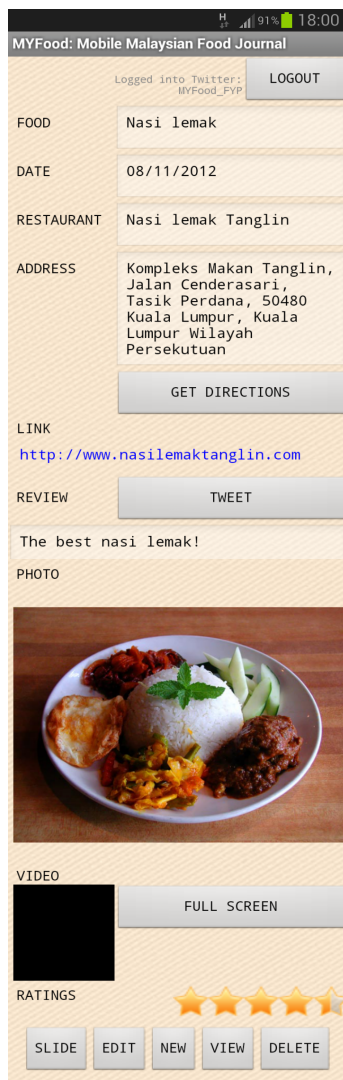 H 91% 18:00
MYFood: Mobile Malaysian Food Journal
Logged into Twitter:
MYFood_FYP
LOGOUT
FOOD
Nasi lemak
DATE
08/11/2012
RESTAURANT
Nasi lemak Tanglin
ADDRESS
Kompleks Makan Tanglin,
Jalan Cenderasari,
Tasik Perdana, 50480
Kuala Lumpur, Kuala
Lumpur Wilayah
Persekutuan
GET DIRECTIONS
LINK
http://www.nasilemaktanglin.com
REVIEW
TWEET
The best nasi lemak!
PHOTO
VIDEO
FULL SCREEN
RATINGS
SLIDE EDIT NEW VIEW DELETE